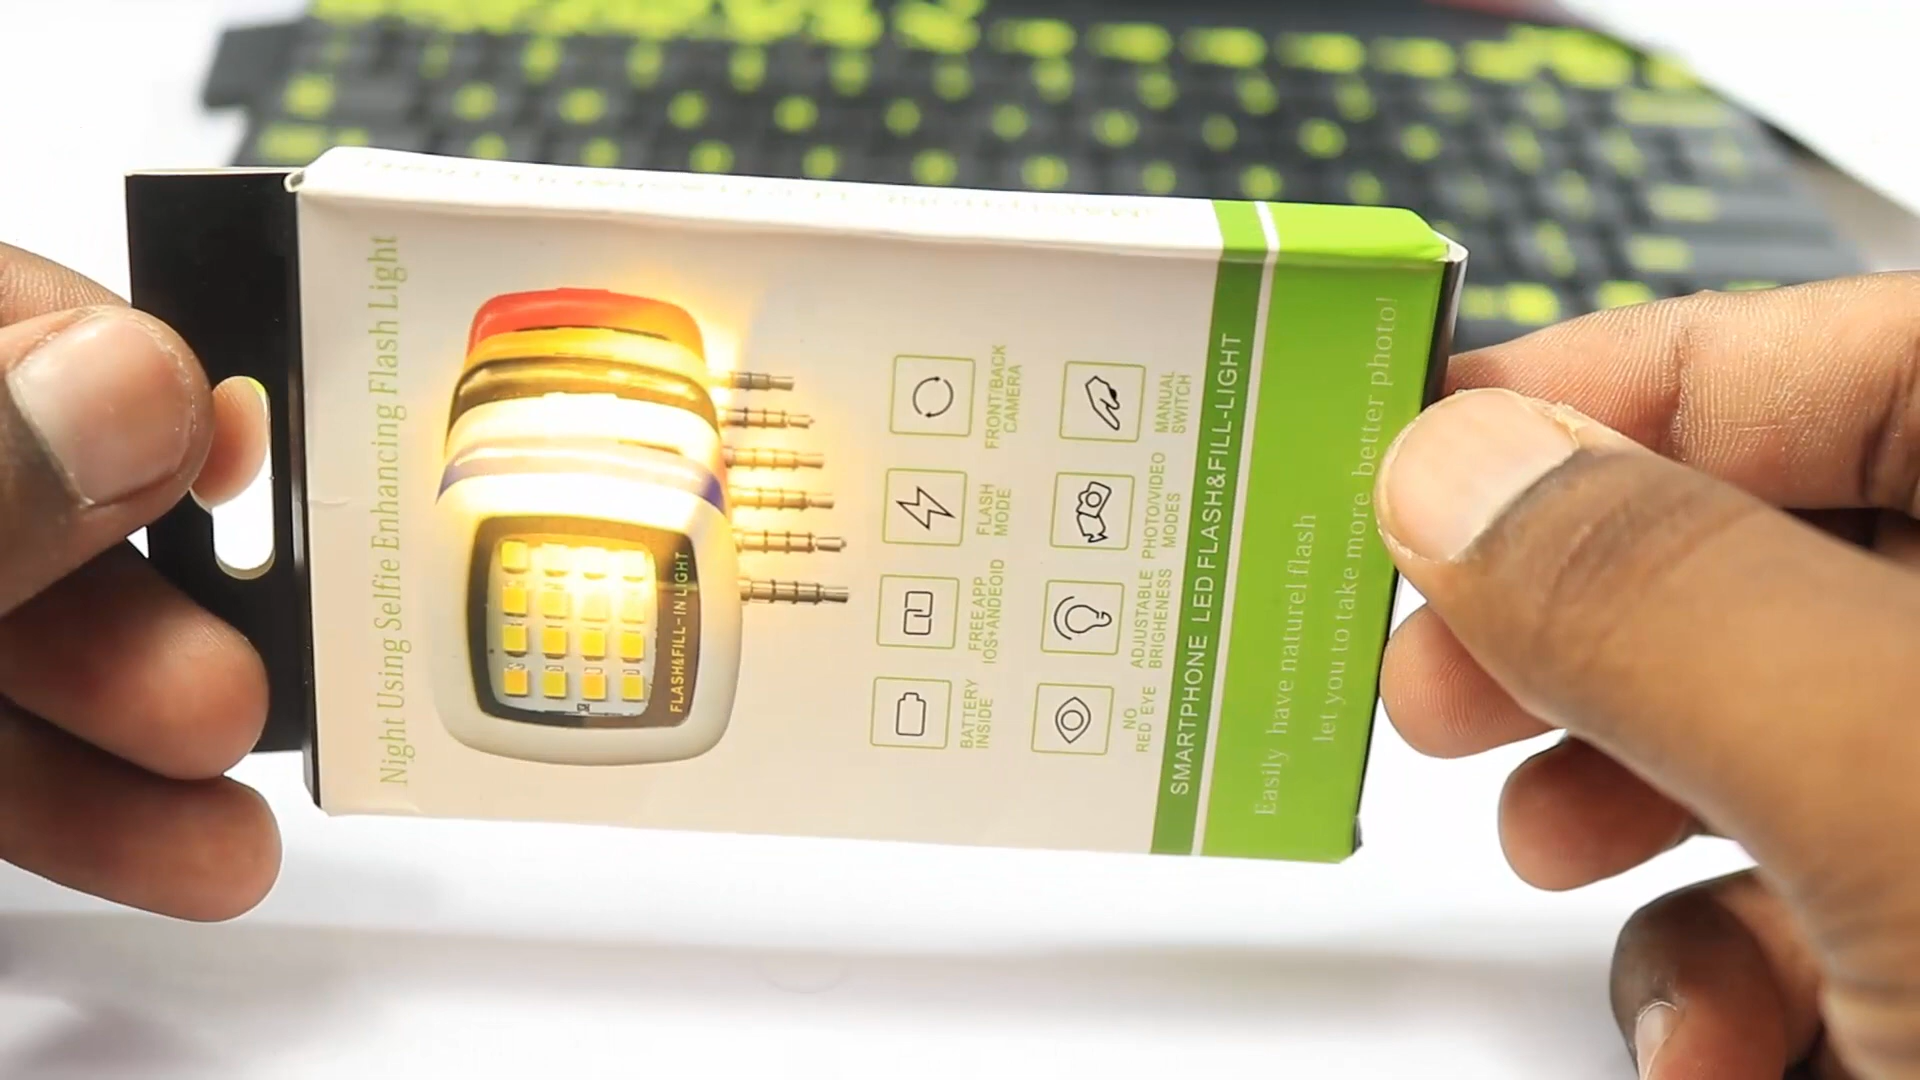 Night Using Selfie Enhancing Flash Light
FLASH&FILL-IN LIGHT
BATTERY
INSIDE
FREE APP
IOS+ANDEOID
FLASH
MODE
FRONT/BACK
CAMERA
NO
RED EYE
ADJUSTABLE
BRIGHENESS
PHOTO/VIDEO
MODES
MANUAL
SWITCH
SMARTPHONE LED FLASH&FILL-LIGHT
Easily have naturel flash
let you to take more better photo!